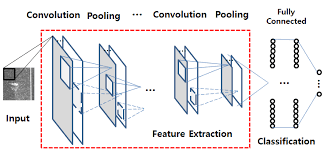 Convolution Pooling ... Convolution Pooling
Fully
Connected
...
...
Input
Feature Extraction
Classification